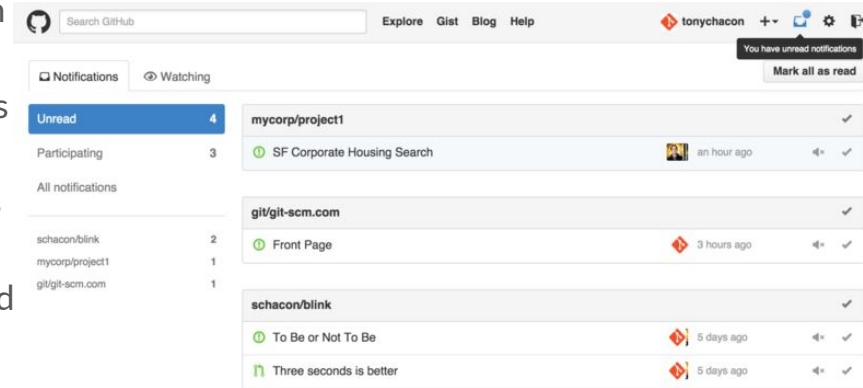 Search GitHub Explore Gist Blog Help tonychacon
You have unread notifications
Notifications Watching Mark all as read
Unread 4
Participating 3
All notifications
schacon/blink 2
mycorp/project1 1
git/git-scm.com 1
mycorp/project1
SF Corporate Housing Search an hour ago
git/git-scm.com
Front Page 3 hours ago
schacon/blink
To Be or Not To Be 5 days ago
Three seconds is better 5 days ago